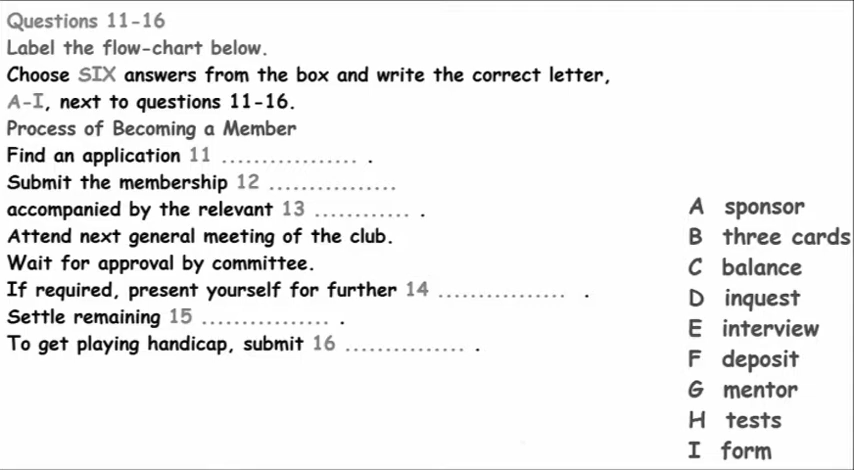 Questions 11-16
Label the flow-chart below.
Choose SIX answers from the box and write the correct letter,
A-I, next to questions 11-16.
Process of Becoming a Member
Find an application 11 ................. .
Submit the membership 12 ................
accompanied by the relevant 13 ............ .
Attend next general meeting of the club.
Wait for approval by committee.
If required, present yourself for further 14 ................ .
Settle remaining 15 ................ .
To get playing handicap, submit 16 ............... .
A sponsor
B three cards
C balance
D inquest
E interview
F deposit
G mentor
H tests
I form